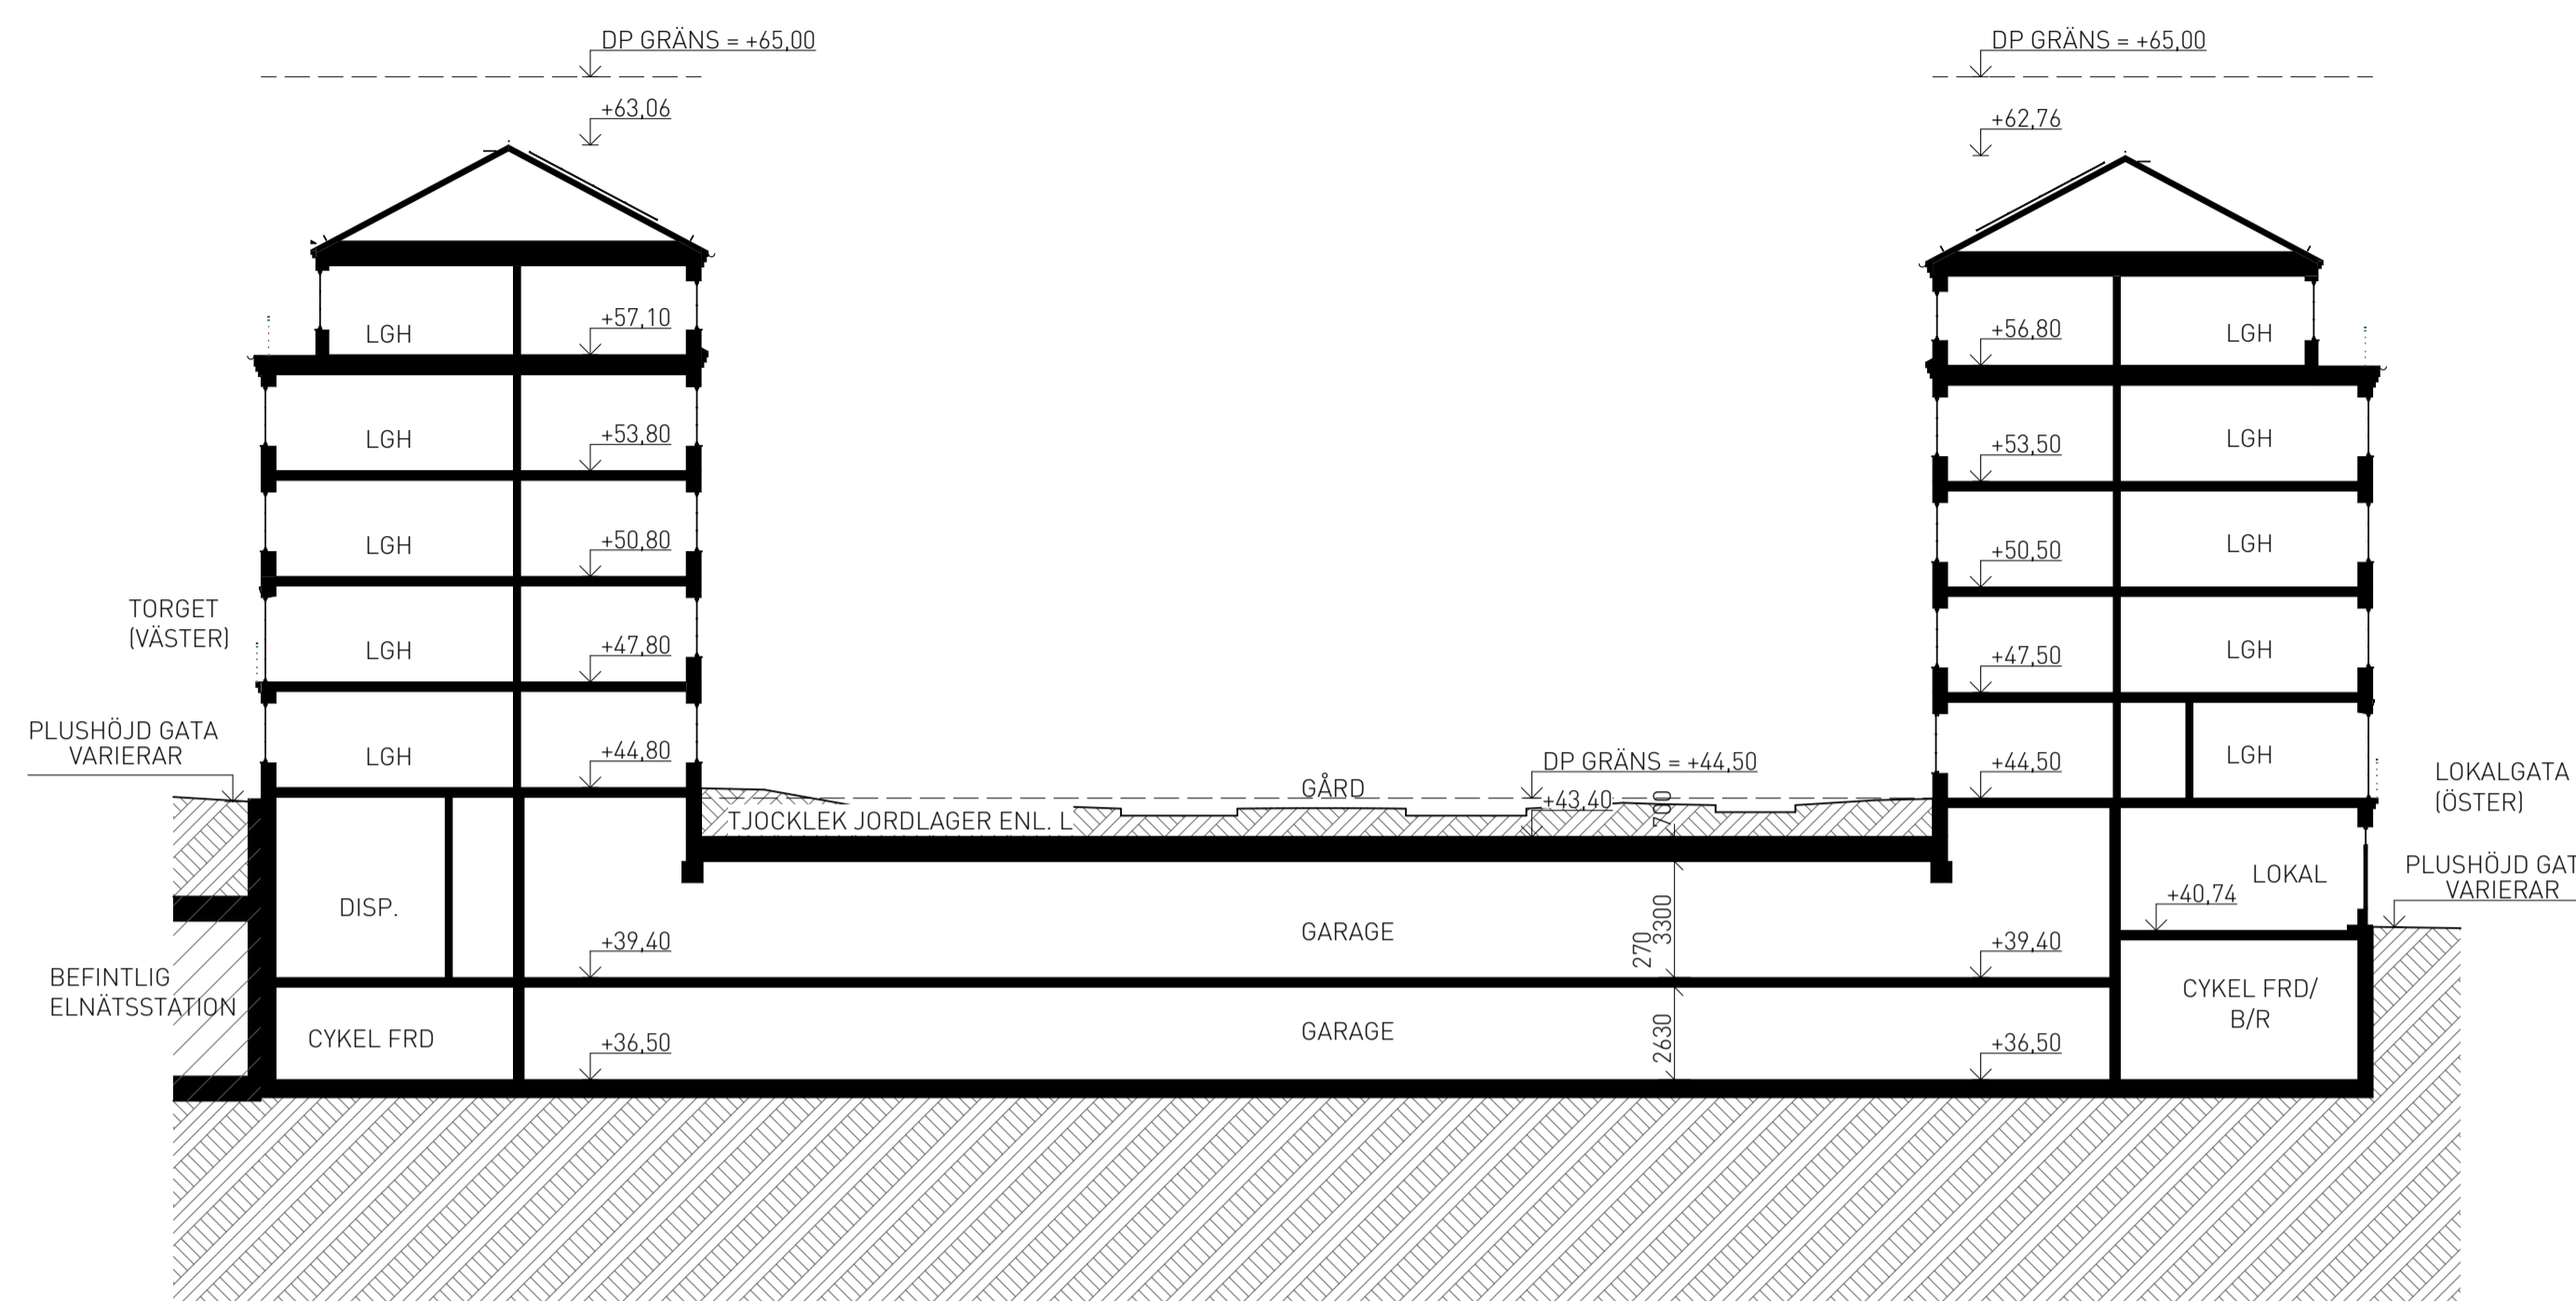 DP GRÄNS = +65,00
DP GRÄNS = +65,00
+63,06
+62,76
+57,10
LGH
+56,80
LGH
+53,80
LGH
+53,50
LGH
+50,80
LGH
+50,50
LGH
TORGET
(VÄSTER)
+47,80
LGH
+47,50
LGH
PLUSHÖJD GATA
VARIERAR
+44,80
LGH
DP GRÄNS = +44,50
GÅRD
+43,40
700
TJOCKLEK JORDLAGER ENL. L
+44,50
LGH
LOKALGATA
(ÖSTER)
PLUSHÖJD GAT
VARIERAR
LOKAL
+40,74
DISP.
+39,40
GARAGE
3300
270
+39,40
BEFINTLIG
ELNÄTSSTATION
CYKEL FRD
+36,50
GARAGE
2630
+36,50
CYKEL FRD/
B/R